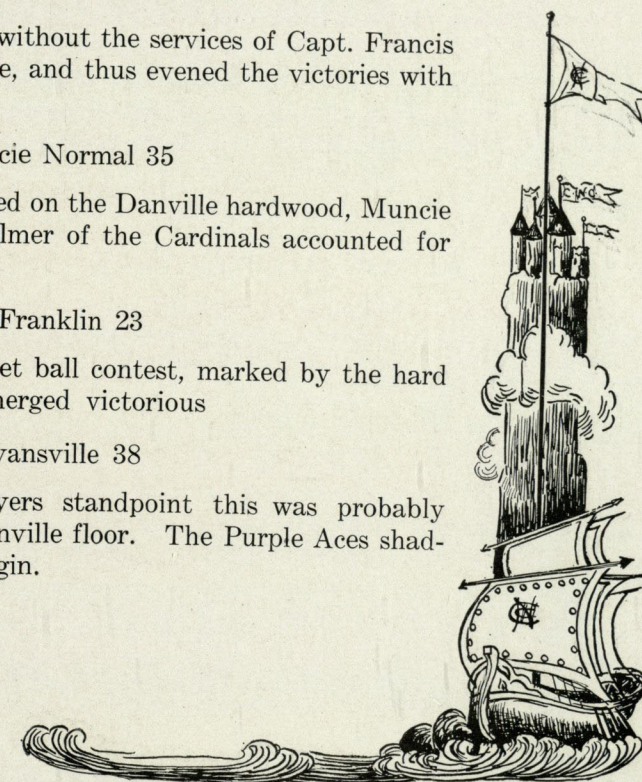 without the services of Capt. Francis
e, and thus evened the victories with
cie Normal 35
ed on the Danville hardwood, Muncie
lmer of the Cardinals accounted for
Franklin 23
et ball contest, marked by the hard
nerged victorious
vansville 38
yers standpoint this was probably
nville floor. The Purple Aces shad-
gin.